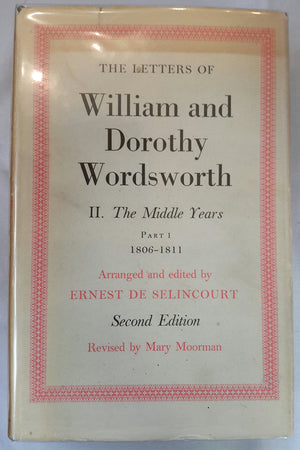 THE LETTERS OF
William and
Dorothy
Wordsworth
II. The Middle Years
PART 1
1806–1811
Arranged and edited by
ERNEST DE SELINCOURT
Second Edition
Revised by Mary Moorman